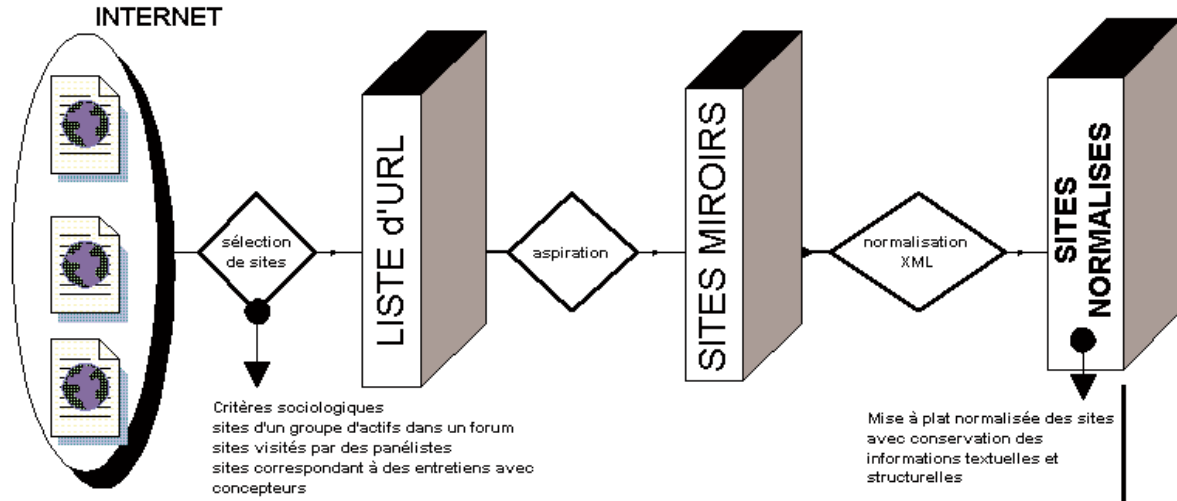 INTERNET
sélection
de sites
LISTE d'URL
aspiration
SITES MIROIRS
normalisation
XML
SITES
NORMALISES
Critères sociologiques
sites d'un groupe d'actifs dans un forum
sites visités par des panélistes
sites correspondant à des entretiens avec
concepteurs
Mise à plat normalisée des sites
avec conservation des
informations textuelles et
structurelles